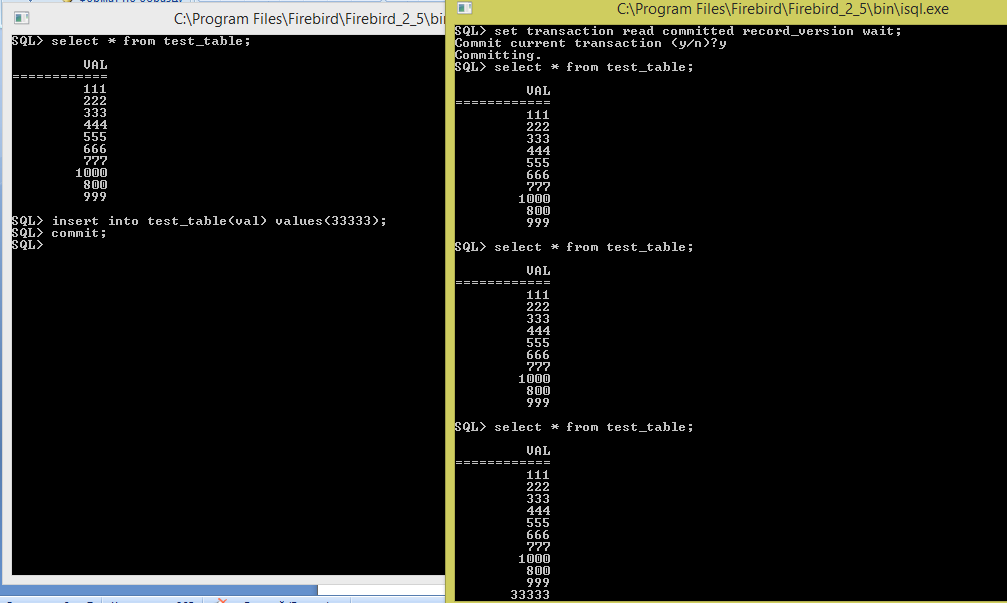 C:\Program Files\Firebird\Firebird_2_5\bi
SQL> select * from test_table;
VAL
============
111
222
333
444
555
666
777
1000
800
999
SQL> insert into test_table(val) values(33333);
SQL> commit;
SQL>
C:\Program Files\Firebird\Firebird_2_5\bin\isql.exe
SQL> set transaction read committed record_version wait;
Commit current transaction (y/n)?y
Committing.
SQL> select * from test_table;
VAL
============
111
222
333
444
555
666
777
1000
800
999
SQL> select * from test_table;
VAL
============
111
222
333
444
555
666
777
1000
800
999
SQL> select * from test_table;
VAL
============
111
222
333
444
555
666
777
1000
800
999
33333